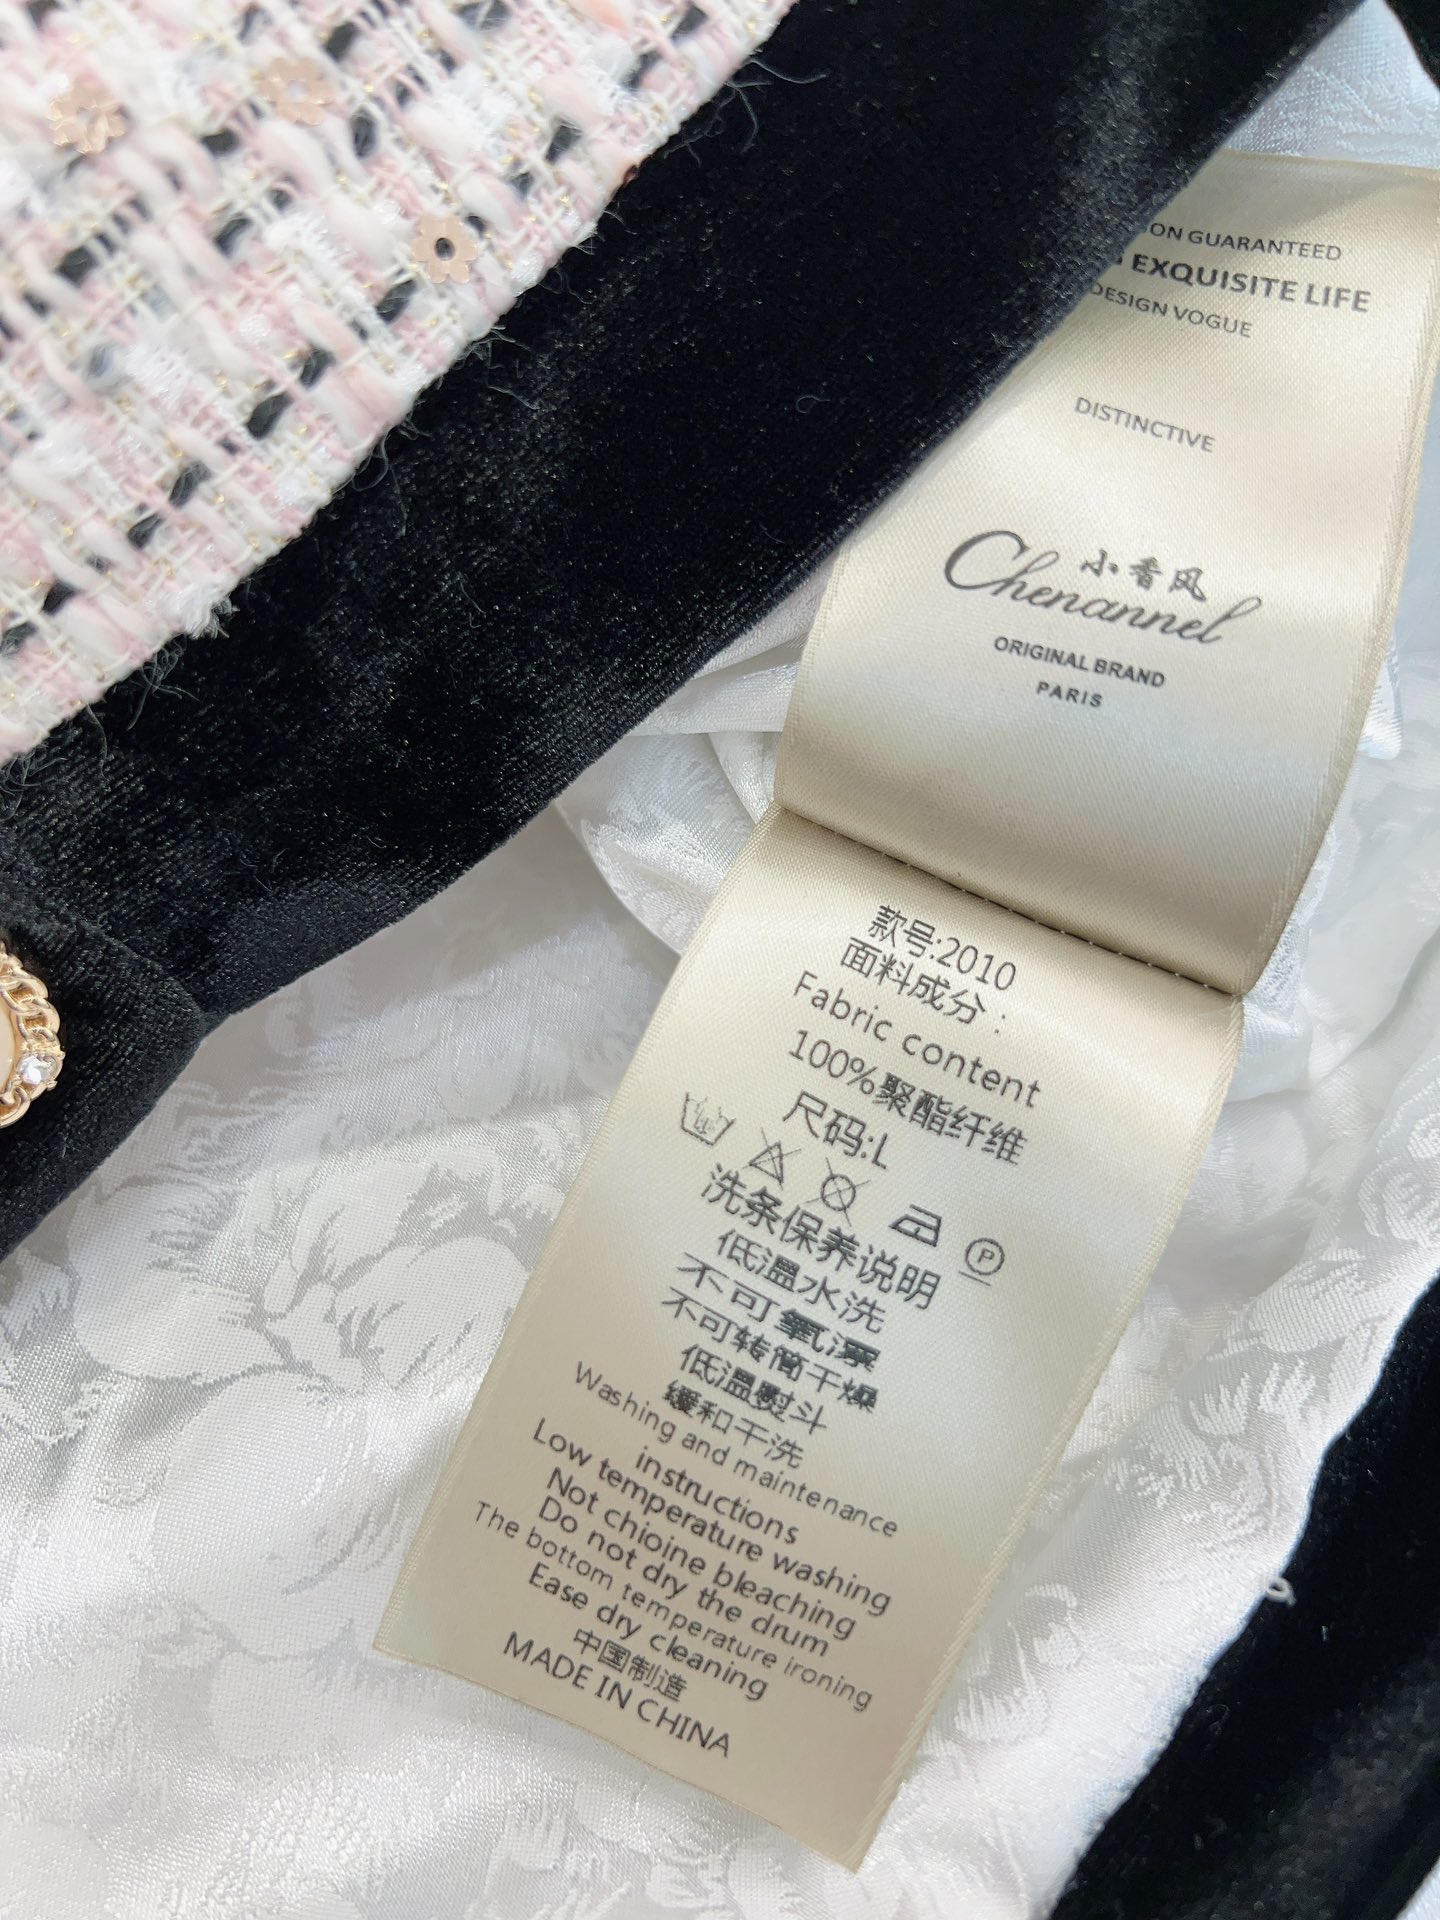 ON GUARANTEED
EXQUISITE LIFE
DESIGN VOGUE
DISTINCTIVE
小香风
Chenannel
ORIGINAL BRAND
PARIS
款号:2010
面料成分:
Fabric content
100%聚酯纤维
尺码:L
P
洗条保养说明
低温水洗
不可氧漂
不可转筒干燥
低温熨斗
缓和干洗
Washing and maintenance
instructions
Low temperature washing
Not chioine bleaching
Do not dry the drum
The bottom temperature ironing
Ease dry cleaning
中国制造
MADE IN CHINA